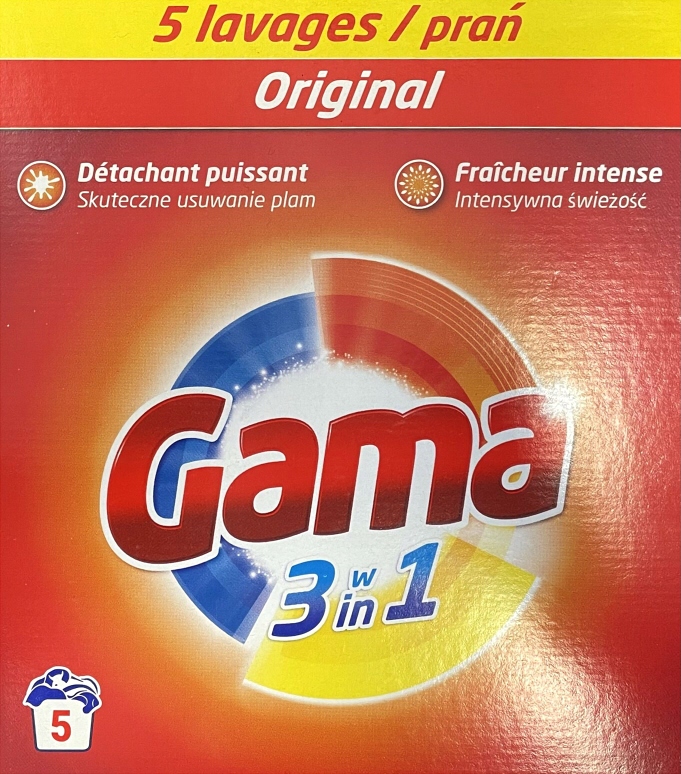 5 lavages / prań
Original
Détachant puissant
Skuteczne usuwanie plam
Fraîcheur intense
Intensywna świeżość
Gama
3 w in 1
5